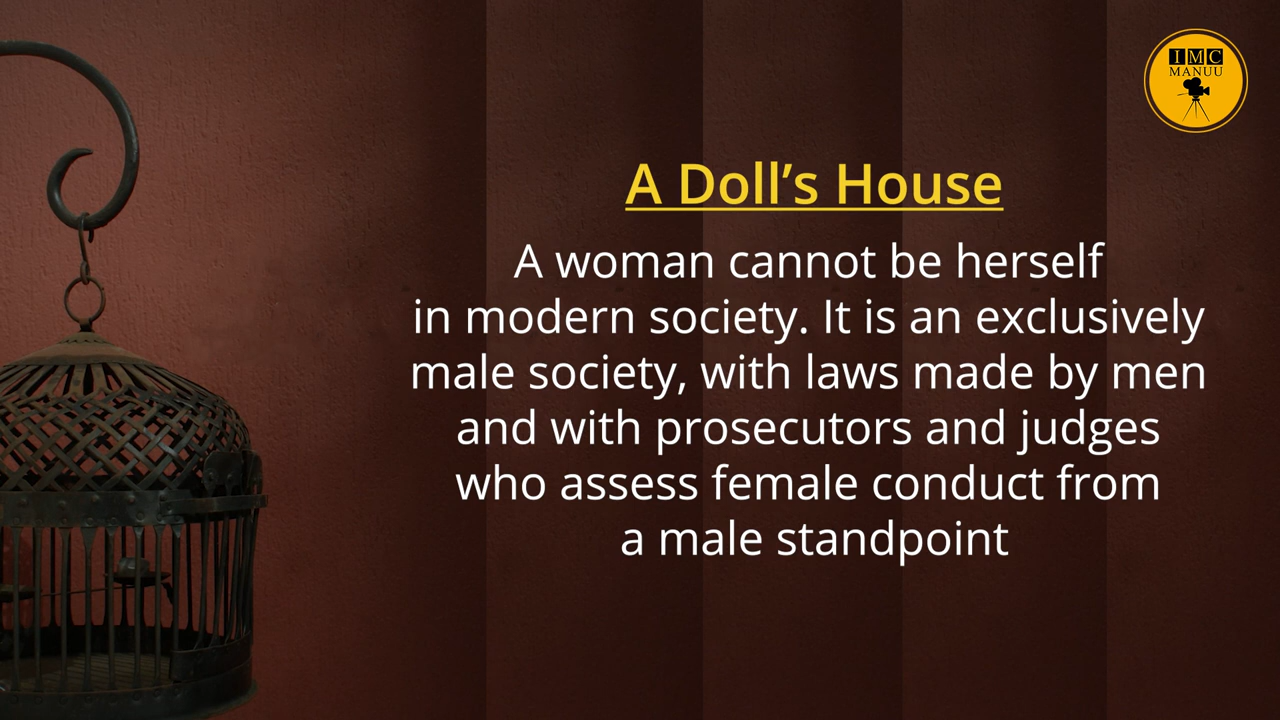 IMC
MANUU
A Doll’s House
A woman cannot be herself
in modern society. It is an exclusively
male society, with laws made by men
and with prosecutors and judges
who assess female conduct from
a male standpoint